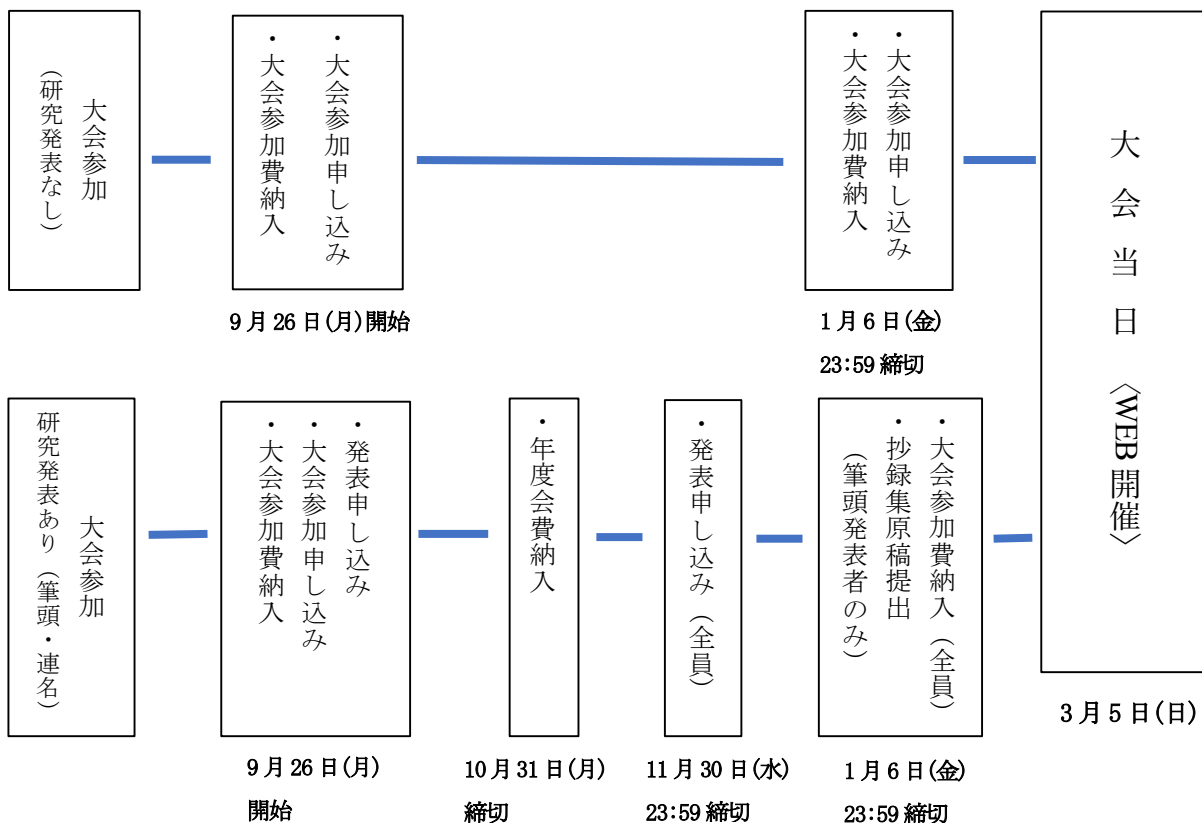 大会参加
(研究発表なし)
・大会参加申し込み
・大会参加費納入
9月26日(月)開始
・大会参加申し込み
・大会参加費納入
1月6日(金)
23:59 締切
大会当日〈WEB開催〉
3月5日(日)
大会参加
研究発表あり(筆頭・連名)
・発表申し込み
・大会参加申し込み
・大会参加費納入
9月26日(月)
開始
・年度会費納入
10月31日(月)
締切
・発表申し込み(全員)
11月30日(水)
23:59 締切
・大会参加費納入(全員)
・抄録集原稿提出
(筆頭発表者のみ)
1月6日(金)
23:59 締切